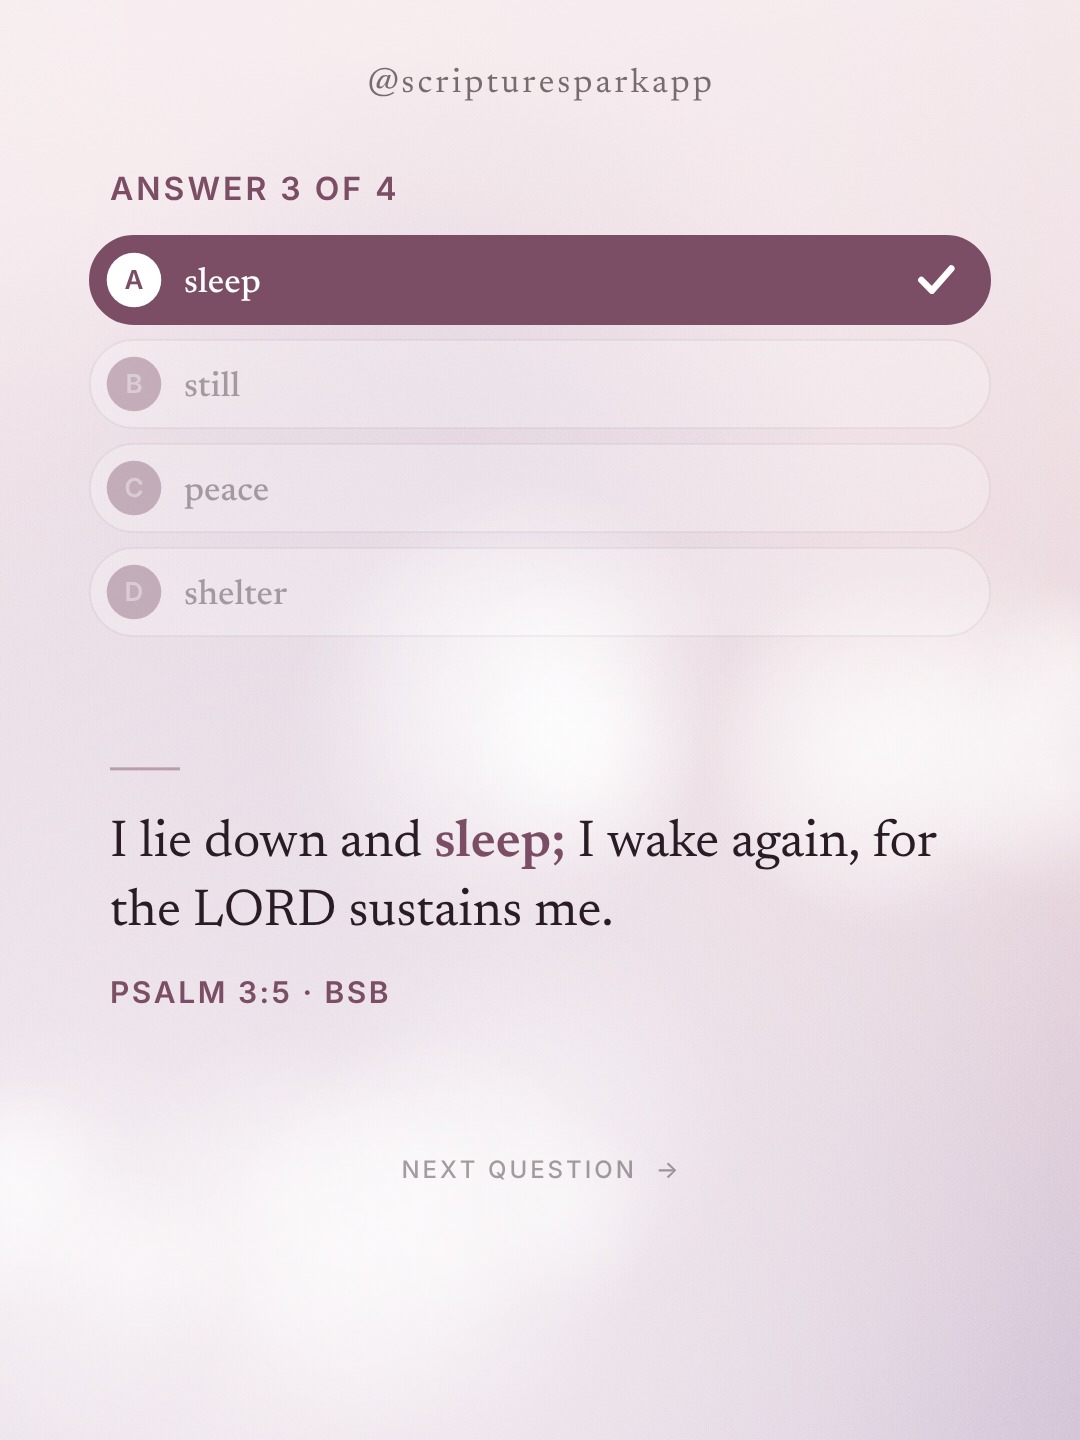 @scripturesparkapp
ANSWER 3 OF 4
A sleep
B still
C peace
D shelter
I lie down and sleep; I wake again, for
the LORD sustains me.
PSALM 3:5 · BSB
NEXT QUESTION →